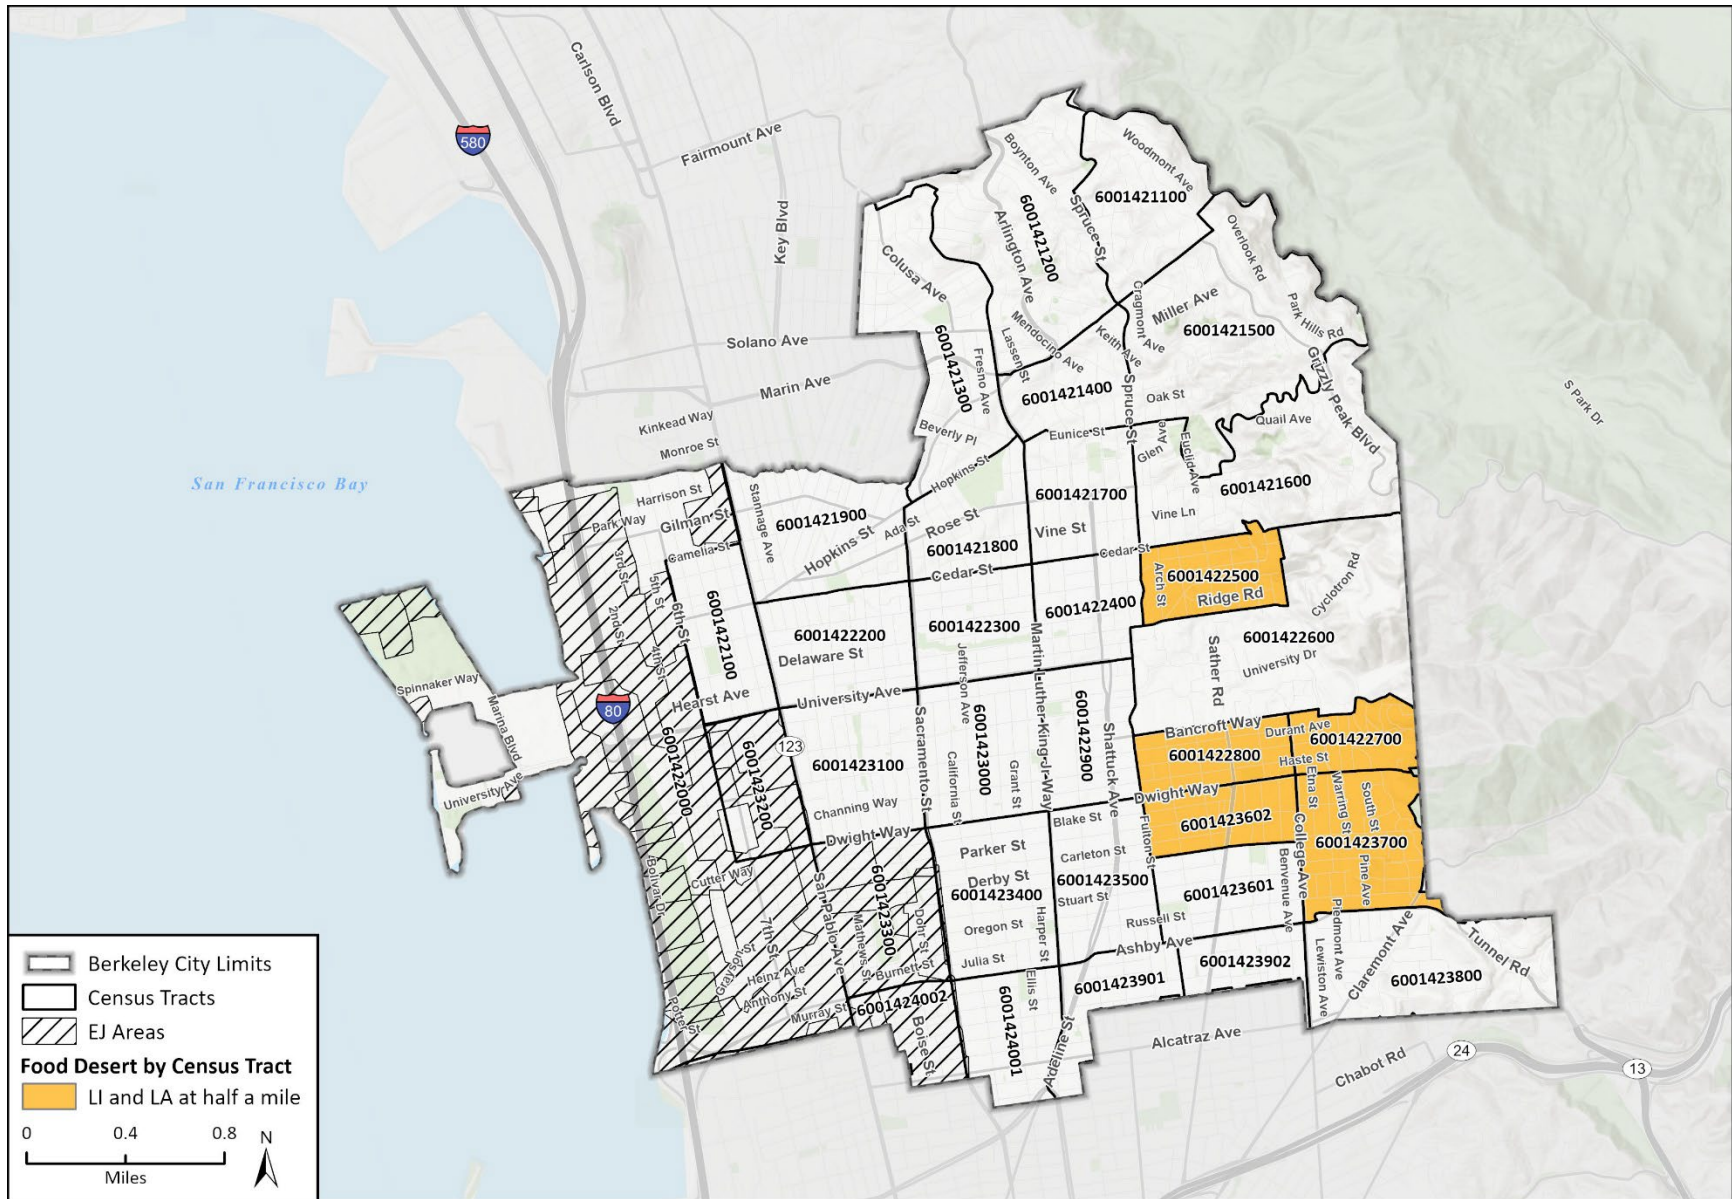 Carlson Blvd
580
Fairmount Ave
Key Blvd
Solano Ave
Marin Ave
Kinkead Way
Monroe St
San Francisco Bay
Woodmont Ave
Boynton Ave
6001421100
6001421200
Spruce St
Arlington Ave
Overlook Rd
Colusa Ave
Cragmont Ave
Miller Ave
Park Hills Rd
6001421500
Mendocino Ave
Keith Ave
Lassen St
Fresno Ave
6001421300
Grizzly Peak Blvd
S Park Dr
6001421400
Spruce St
Oak St
Quail Ave
Beverly Pl
Eunice St
Glen Ave
Euclid Ave
Hopkins St
6001421700
6001421600
Harrison St
Stannage Ave
Park Way
Gilman St
6001421900
Ada St
Rose St
Vine St
Vine Ln
Hopkins St
Camelia St
6001421800
Cedar St
Cedar St
3rd St
5th St
6th St
6001422100
Arch St
6001422500
Ridge Rd
Cyclotron Rd
6001422400
2nd St
4th St
6001422200
Delaware St
6001422300
Jefferson Ave
Martin Luther King Jr Way
Sather Rd
6001422600
University Dr
Spinnaker Way
Marina Blvd
Hearst Ave
University Ave
80
123
6001422000
6001423200
6001423100
Sacramento St
California St
6001423000
Grant St
6001422900
Shattuck Ave
Bancroft Way
Durant Ave
6001422700
6001422800
Haste St
University Ave
Channing Way
Dwight Way
Dwight Way
Etna St
Warring St
South St
Blake St
Fulton St
6001423602
College Ave
6001423700
Parker St
Carleton St
Derby St
6001423400
6001423500
Stuart St
6001423601
Benvenue Ave
Pine Ave
Bolivar Dr
Cutter Way
San Pablo Ave
Mathews St
6001423300
Dohr St
Oregon St
Harper St
Russell St
Ashby Ave
Piedmont Ave
Claremont Ave
Tunnel Rd
7th St
Grayson St
Heinz Ave
Anthony St
Burnett St
Julia St
Ellis St
6001423901
6001423902
Lewiston Ave
6001423800
Potter St
Murray St
6001424002
Boise St
6001424001
Adeline St
Alcatraz Ave
Chabot Rd
24
13
Berkeley City Limits
Census Tracts
EJ Areas
Food Desert by Census Tract
LI and LA at half a mile
0 0.4 0.8
Miles
N